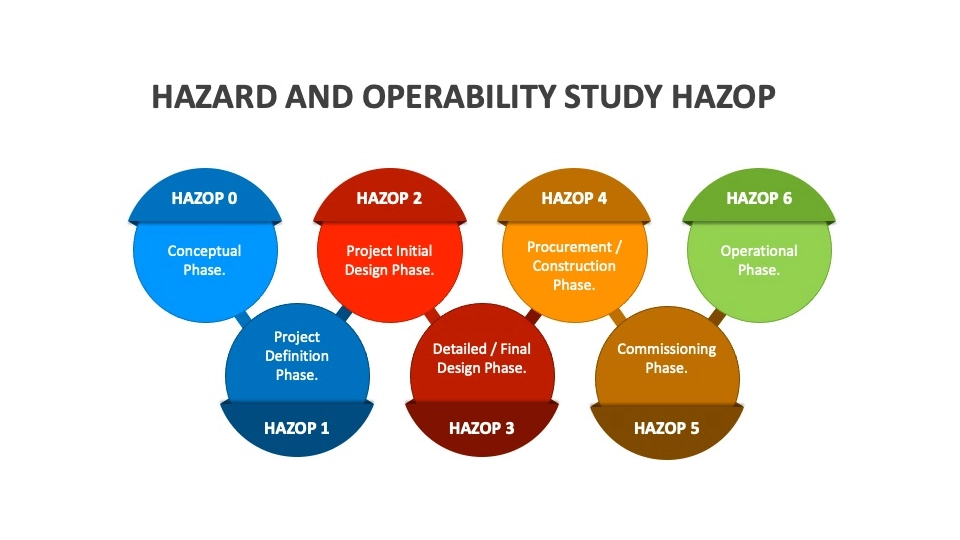 HAZARD AND OPERABILITY STUDY HAZOP
HAZOP 0
Conceptual
Phase.
Project
Definition
Phase.
HAZOP 1
HAZOP 2
Project Initial
Design Phase.
Detailed / Final
Design Phase.
HAZOP 3
HAZOP 4
Procurement /
Construction
Phase.
Commissioning
Phase.
HAZOP 5
HAZOP 6
Operational
Phase.